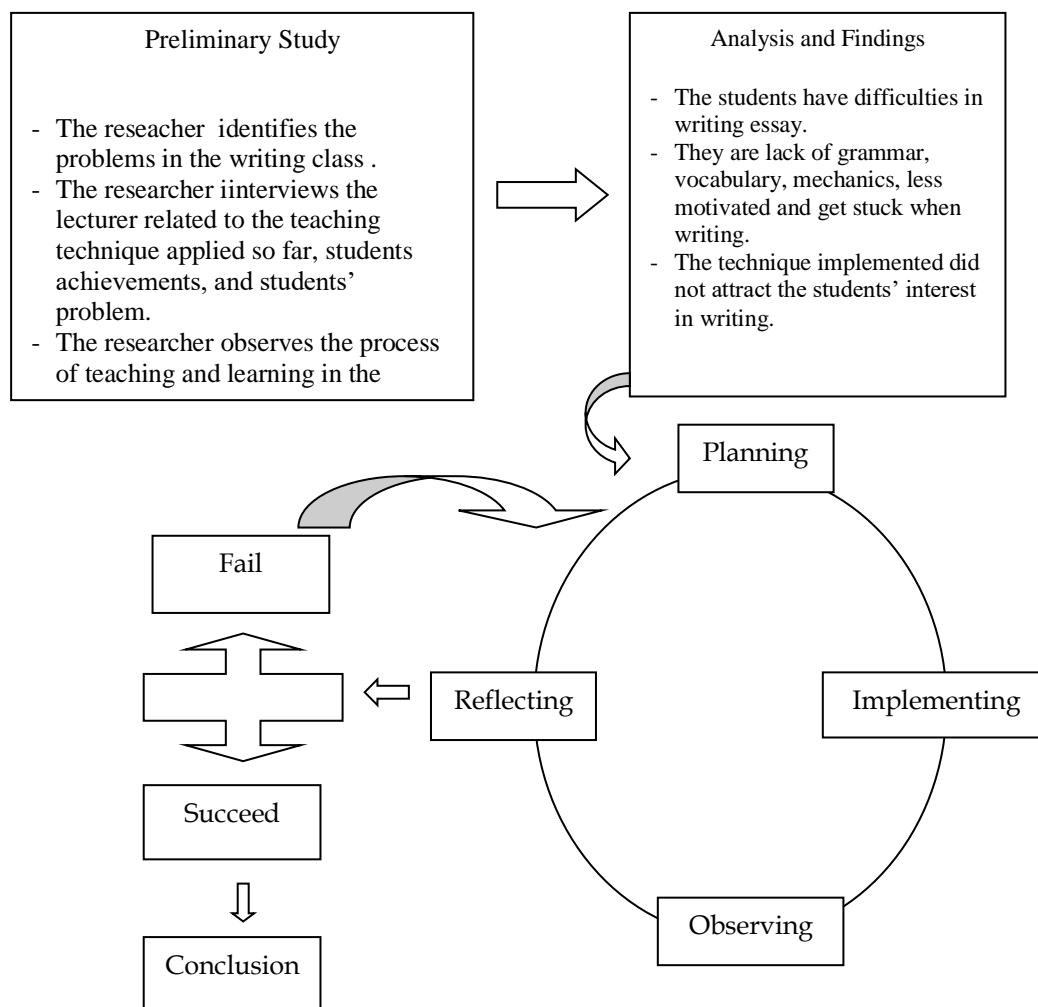 Preliminary Study
- The reseacher identifies the
problems in the writing class .
- The researcher iinterviews the
lecturer related to the teaching
technique applied so far, students
achievements, and students’
problem.
- The researcher observes the process
of teaching and learning in the
Analysis and Findings
- The students have difficulties in
writing essay.
- They are lack of grammar,
vocabulary, mechanics, less
motivated and get stuck when
writing.
- The technique implemented did
not attract the students’ interest
in writing.
Planning
Fail
Reflecting
Implementing
Succeed
Observing
Conclusion